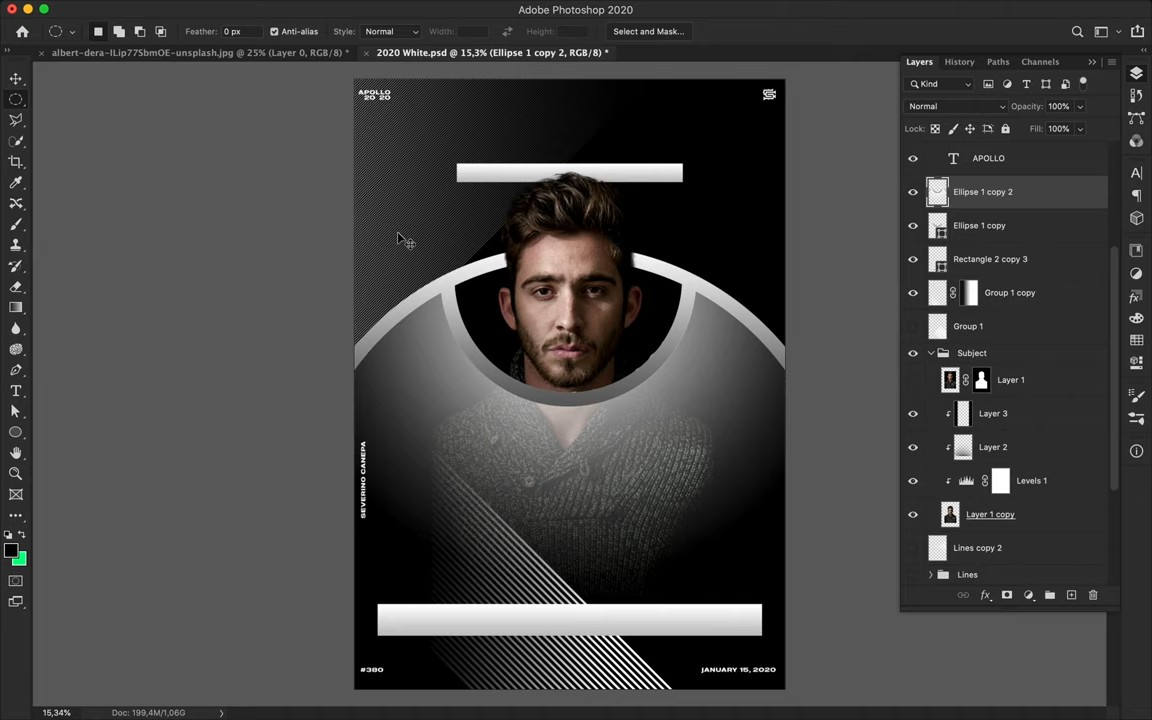 Adobe Photoshop 2020
Feather: 0 px
Anti-alias
Style: Normal
Width:
Height:
Select and Mask...
albert-dera-ILip77SbmOE-unsplash.jpg @ 25% (Layer 0, RGB/8) *
2020 White.psd @ 15,3% (Ellipse 1 copy 2, RGB/8) *
APOLLO
20 20
SEVERINO CANEPA
#380
JANUARY 15, 2020
Layers
History
Paths
Channels
Kind
Normal
Opacity: 100%
Lock:
Fill: 100%
T APOLLO
Ellipse 1 copy 2
Ellipse 1 copy
Rectangle 2 copy 3
Group 1 copy
Group 1
Subject
Layer 1
Layer 3
Layer 2
Levels 1
Layer 1 copy
Lines copy 2
Lines
fx
15,34%
Doc: 199,4M/1,06G